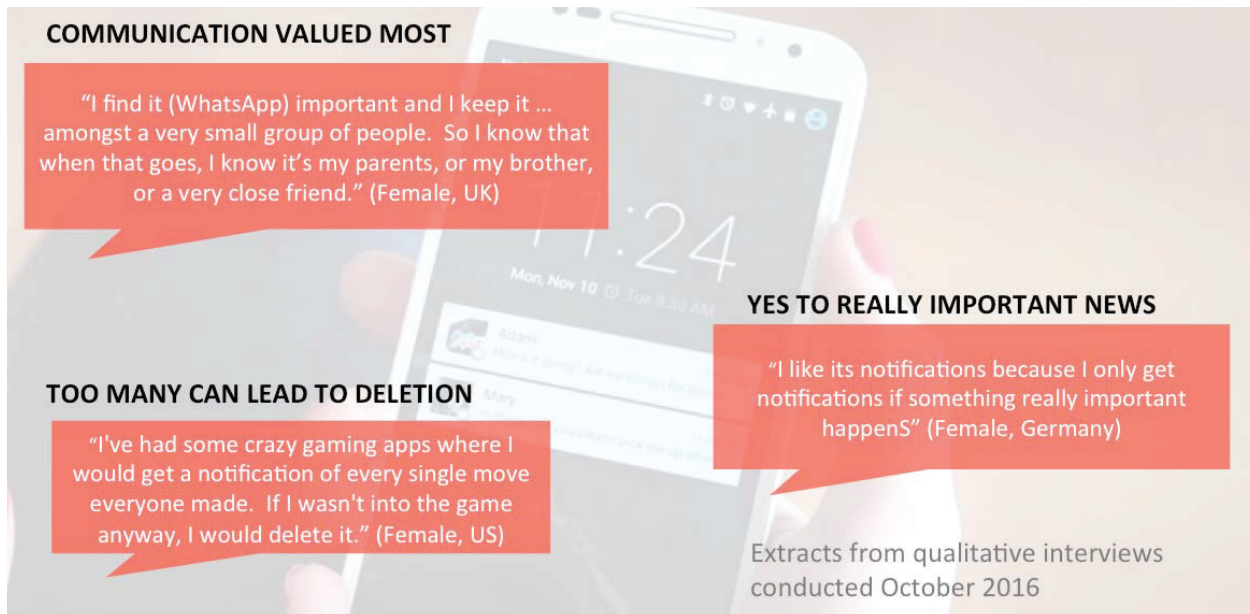 COMMUNICATION VALUED MOST
“I find it (WhatsApp) important and I keep it ...
amongst a very small group of people.  So I know that
when that goes, I know it’s my parents, or my brother,
or a very close friend.” (Female, UK)
11:24
Mon, Nov 10 Tue 8:30 AM
Adam
Mary
YES TO REALLY IMPORTANT NEWS
“I like its notifications because I only get
notifications if something really important
happenS” (Female, Germany)
TOO MANY CAN LEAD TO DELETION
“I've had some crazy gaming apps where I
would get a notification of every single move
everyone made.  If I wasn't into the game
anyway, I would delete it.” (Female, US)
Extracts from qualitative interviews
conducted October 2016